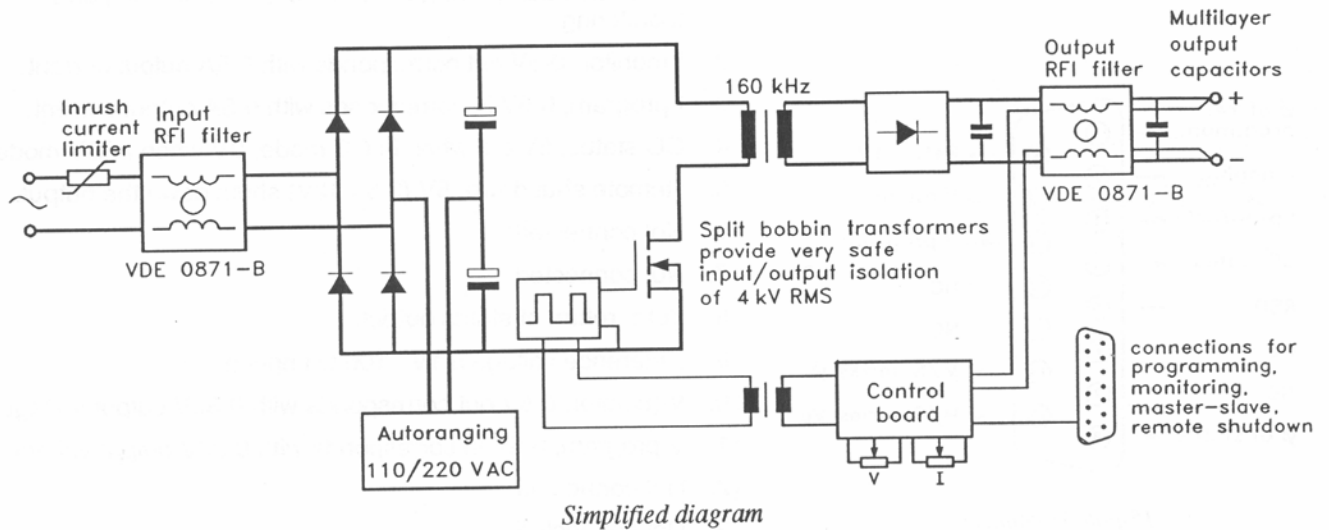 Inrush
current
limiter
Input
RFI filter
VDE 0871-B
Autoranging
110/220 VAC
160 kHz
Split bobbin transformers
provide very safe
input/output isolation
of 4 kV RMS
Output
RFI filter
VDE 0871-B
Multilayer
output
capacitors
+
−
Control
board
V
I
connections for
programming,
monitoring,
master-slave,
remote shutdown
Simplified diagram